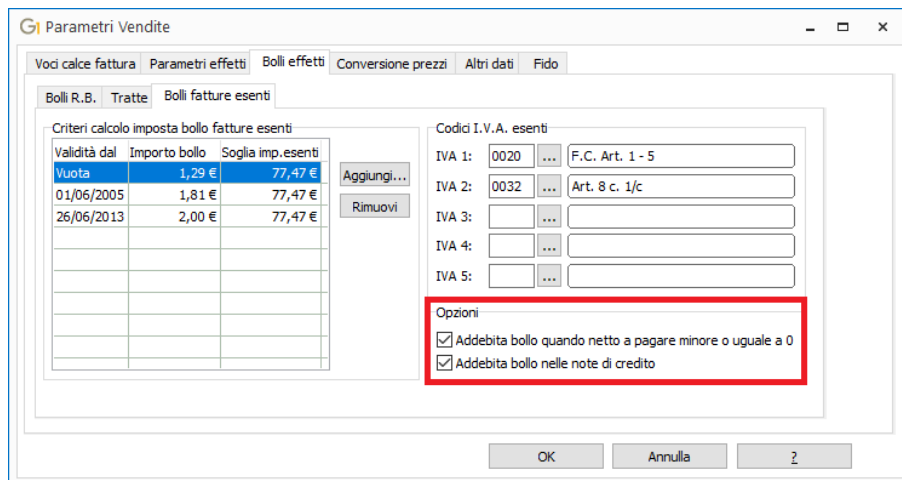 G1 Parametri Vendite
Voci calce fattura Parametri effetti Bolli effetti Conversione prezzi Altri dati Fido
Bolli R.B. Tratte Bolli fatture esenti
Criteri calcolo imposta bollo fatture esenti
Validità dal Importo bollo Soglia imp.esenti
Vuota 1,29 € 77,47 €
01/06/2005 1,81 € 77,47 €
26/06/2013 2,00 € 77,47 €
Aggiungi...
Rimuovi
Codici I.V.A. esenti
IVA 1: 0020 ... F.C. Art. 1 - 5
IVA 2: 0032 ... Art. 8 c. 1/c
IVA 3: ...
IVA 4: ...
IVA 5: ...
Opzioni
Addebita bollo quando netto a pagare minore o uguale a 0
Addebita bollo nelle note di credito
OK Annulla ?